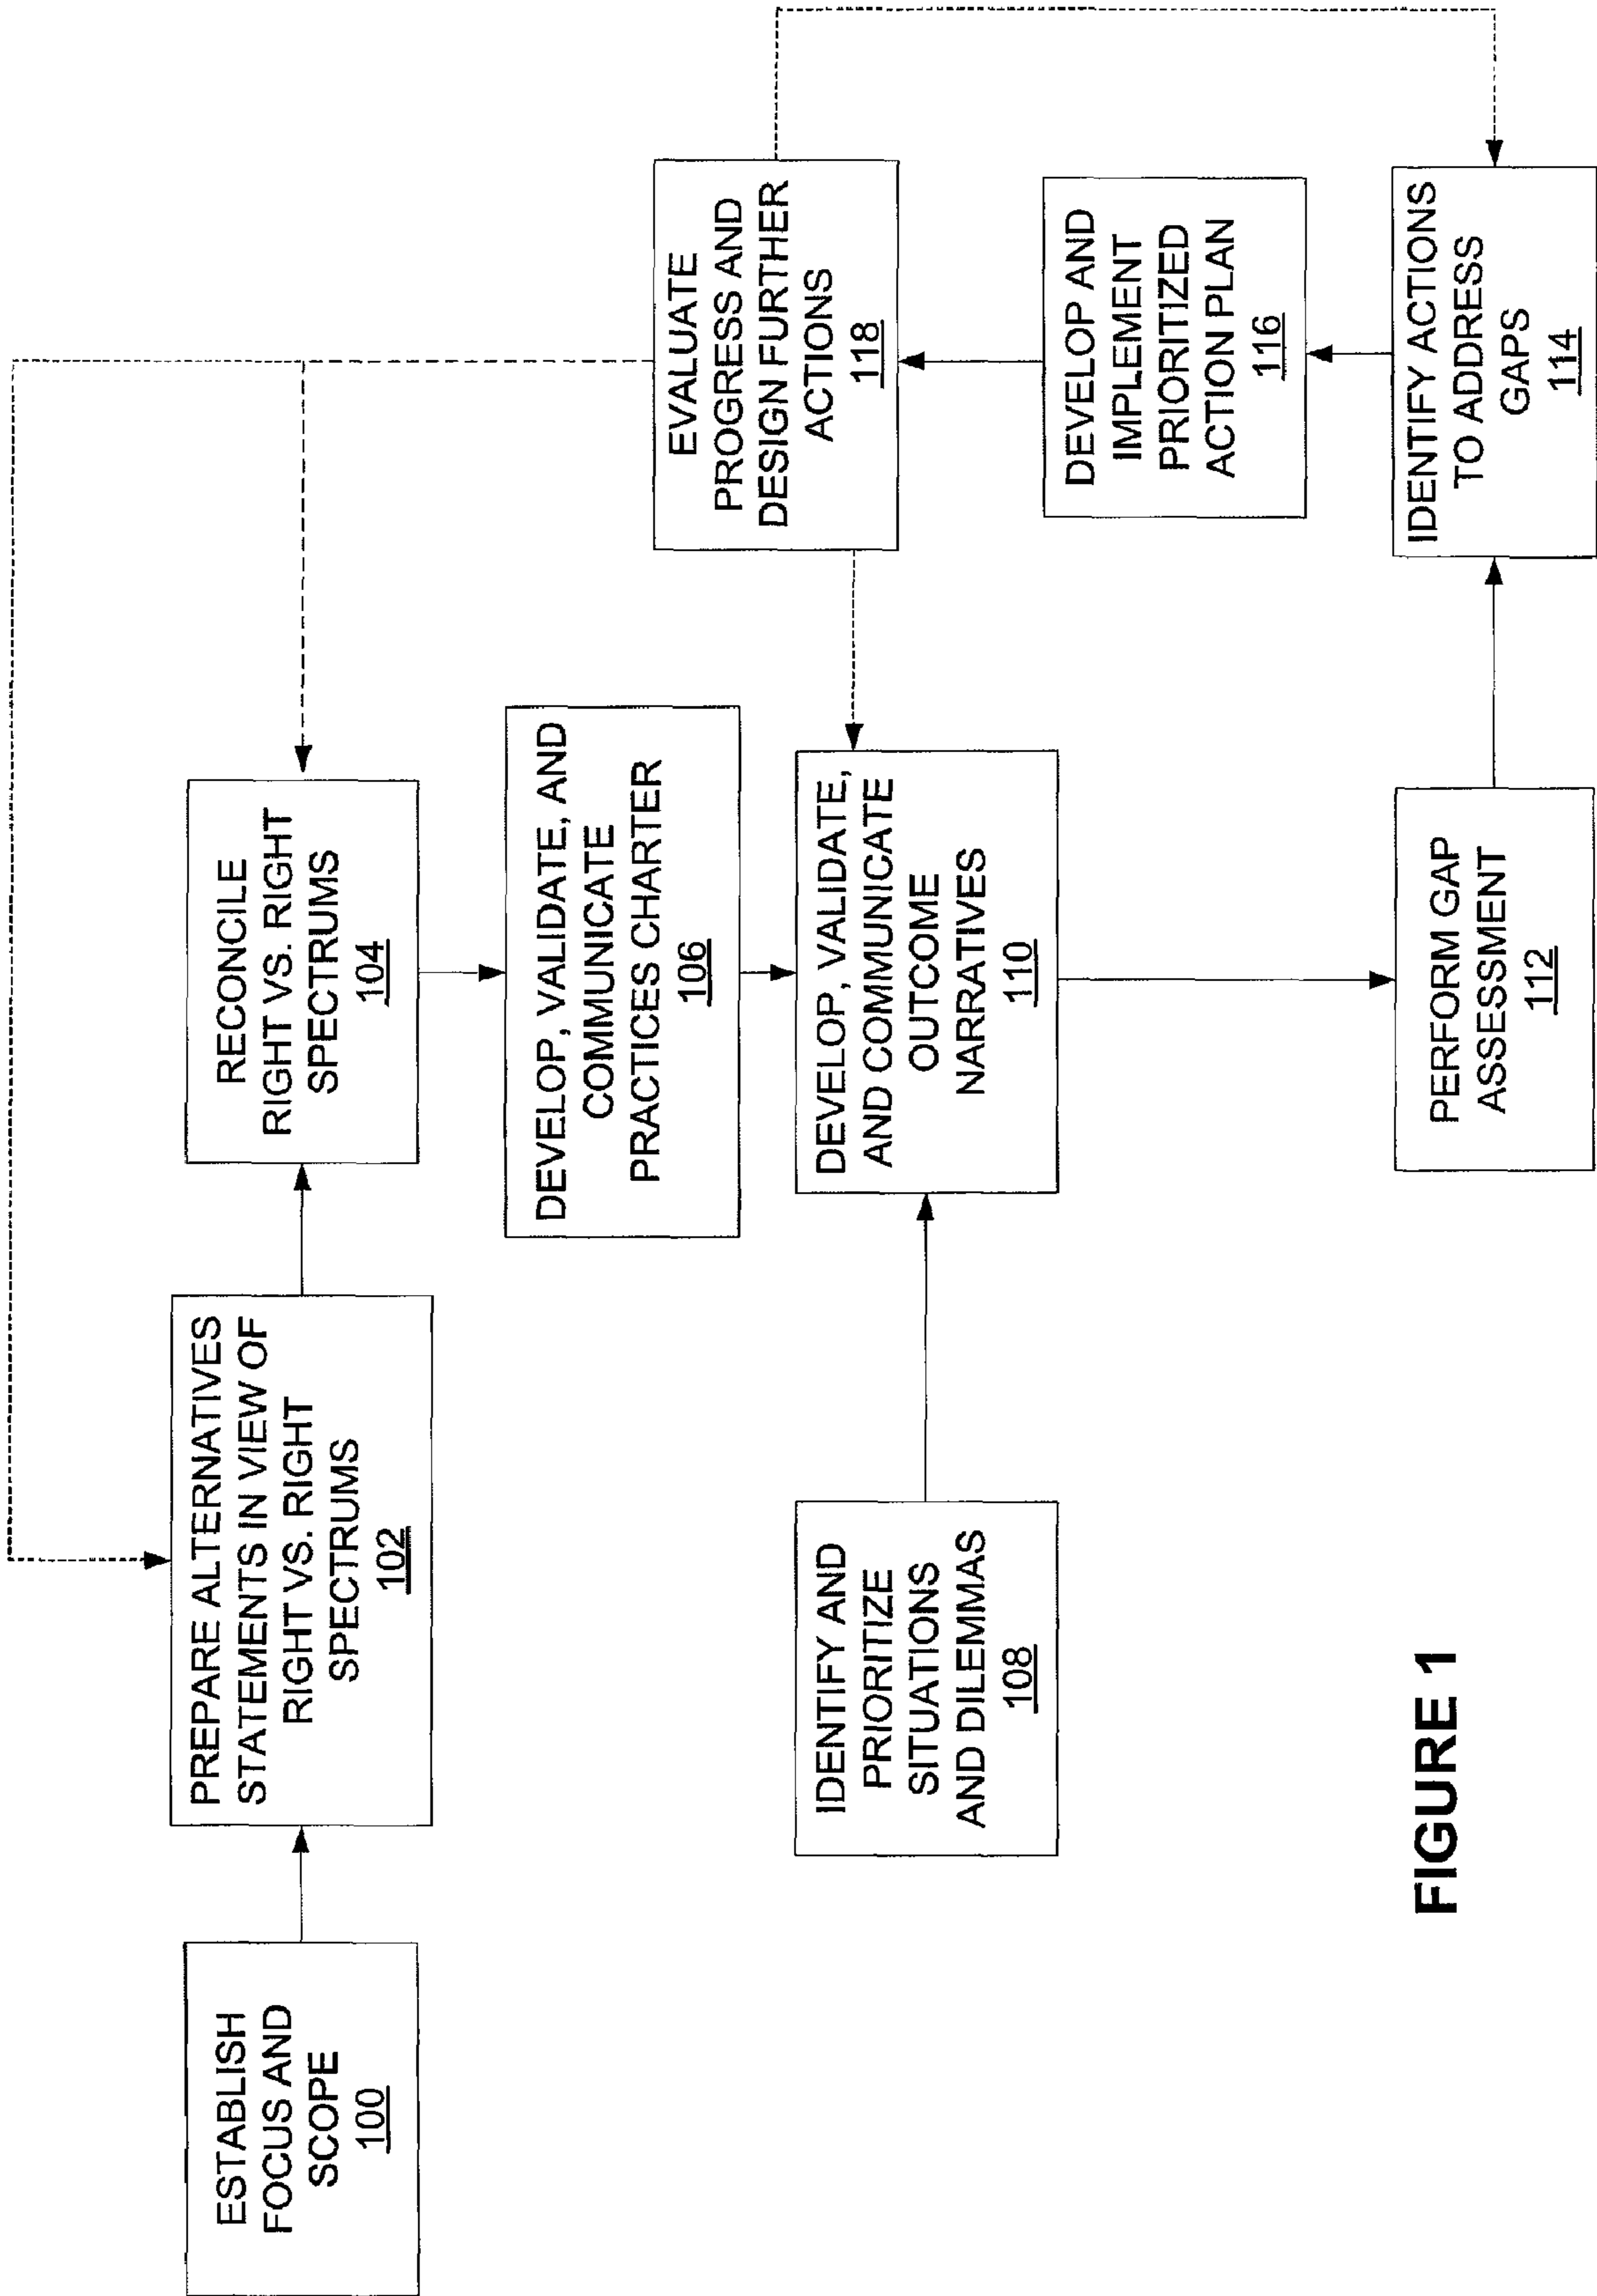 ESTABLISH
FOCUS AND
SCOPE
100
PREPARE ALTERNATIVES
STATEMENTS IN VIEW OF
RIGHT VS. RIGHT
SPECTRUMS
102
RECONCILE
RIGHT VS. RIGHT
SPECTRUMS
104
DEVELOP, VALIDATE, AND
COMMUNICATE
PRACTICES CHARTER
106
IDENTIFY AND
PRIORITIZE
SITUATIONS
AND DILEMMAS
108
DEVELOP, VALIDATE,
AND COMMUNICATE
OUTCOME
NARRATIVES
110
PERFORM GAP
ASSESSMENT
112
IDENTIFY ACTIONS
TO ADDRESS
GAPS
114
DEVELOP AND
IMPLEMENT
PRIORITIZED
ACTION PLAN
116
EVALUATE
PROGRESS AND
DESIGN FURTHER
ACTIONS
118
FIGURE 1